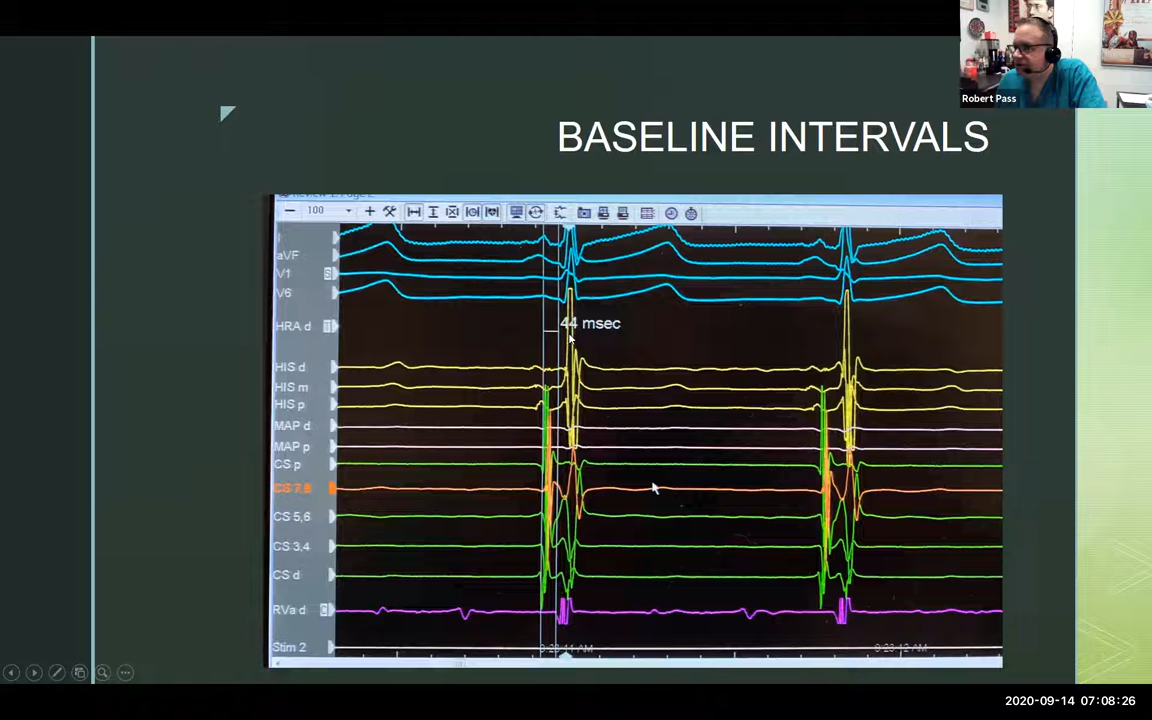 Robert Pass
BASELINE INTERVALS
100
I
aVF
V1 S
V6
HRA d T
44 msec
HIS d
HIS m
HIS p
MAP d
MAP p
CS p
CS 7,8
CS 5,6
CS 3,4
CS d
RVa d
Stim 2
2020-09-14 07:08:26